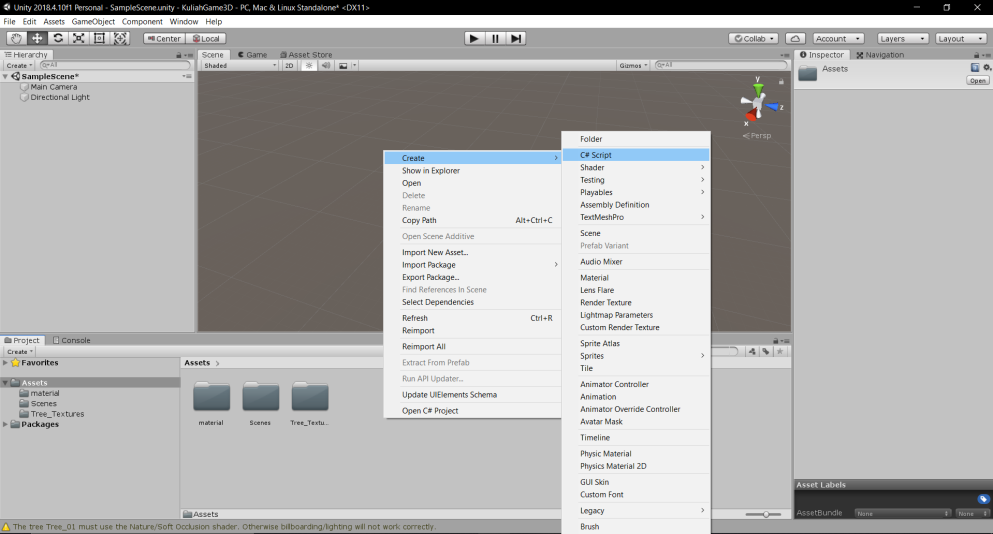 Unity 2018.4.10f1 Personal - SampleScene.unity - KuliahGame3D - PC, Mac & Linux Standalone* <DX11>
File Edit Assets GameObject Component Window Help
Center Local Collab Account Layers Layout
Hierarchy
Create All
SampleScene*
Main Camera
Directional Light
Scene Game Asset Store
Shaded 2D Gizmos All
y
z
x
Persp
Inspector Navigation
Assets
Open
Create
Show in Explorer
Open
Delete
Rename
Copy Path Alt+Ctrl+C
Open Scene Additive
Import New Asset...
Import Package
Export Package...
Find References In Scene
Select Dependencies
Refresh Ctrl+R
Reimport
Reimport All
Extract From Prefab
Run API Updater...
Update UIElements Schema
Open C# Project
Folder
C# Script
Shader
Testing
Playables
Assembly Definition
TextMeshPro
Scene
Prefab Variant
Audio Mixer
Material
Lens Flare
Render Texture
Lightmap Parameters
Custom Render Texture
Sprite Atlas
Sprites
Tile
Animator Controller
Animation
Animator Override Controller
Avatar Mask
Timeline
Physic Material
Physics Material 2D
GUI Skin
Custom Font
Legacy
Brush
Project Console
Create
Favorites
Assets
material
Scenes
Tree_Textures
Packages
Assets
material Scenes Tree_Textu...
Assets
Asset Labels
AssetBundle None None
The tree Tree_01 must use the Nature/Soft Occlusion shader. Otherwise billboarding/lighting will not work correctly.